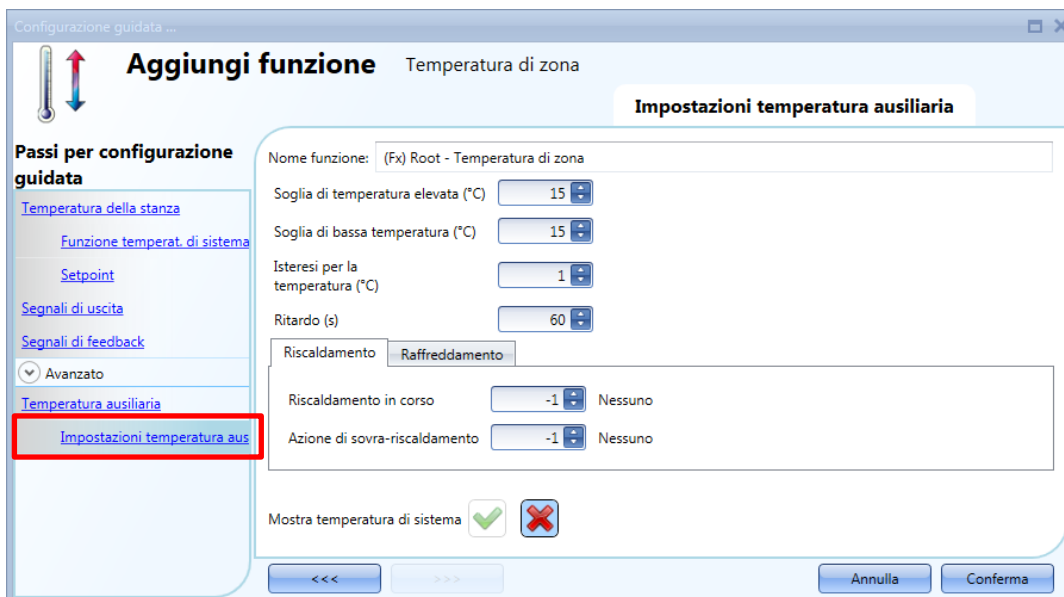 Configurazione guidata ...
Aggiungi funzione Temperatura di zona
Impostazioni temperatura ausiliaria
Passi per configurazione
guidata
Temperatura della stanza
Funzione temperat. di sistema
Setpoint
Segnali di uscita
Segnali di feedback
Avanzato
Temperatura ausiliaria
Impostazioni temperatura aus
Nome funzione: (Fx) Root - Temperatura di zona
Soglia di temperatura elevata (°C) 15
Soglia di bassa temperatura (°C) 15
Isteresi per la
temperatura (°C) 1
Ritardo (s) 60
Riscaldamento Raffreddamento
Riscaldamento in corso -1 Nessuno
Azione di sovra-riscaldamento -1 Nessuno
Mostra temperatura di sistema
<<< >>> Annulla Conferma